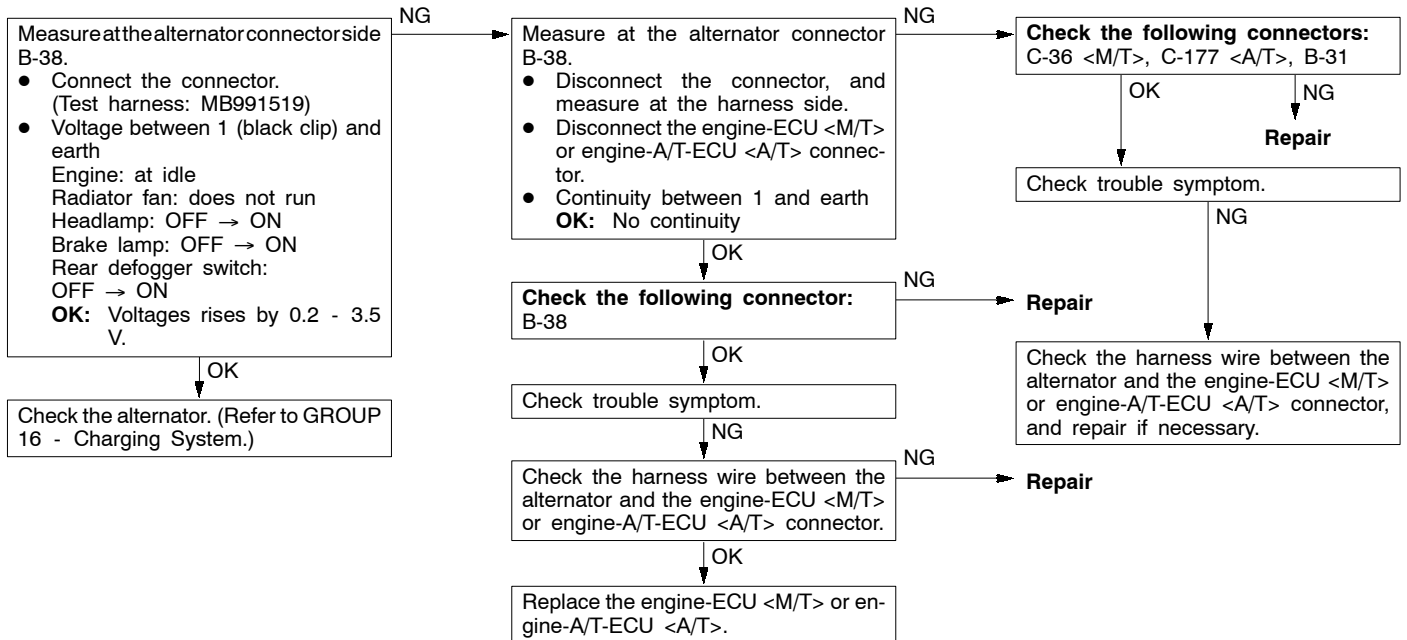 Measure at the alternator connector side
B-38.
● Connect the connector.
(Test harness: MB991519)
● Voltage between 1 (black clip) and
earth
Engine: at idle
Radiator fan: does not run
Headlamp: OFF → ON
Brake lamp: OFF → ON
Rear defogger switch:
OFF → ON
OK: Voltages rises by 0.2 - 3.5
V.
OK
Check the alternator. (Refer to GROUP
16 - Charging System.)
NG
Measure at the alternator connector
B-38.
● Disconnect the connector, and
measure at the harness side.
● Disconnect the engine-ECU <M/T>
or engine-A/T-ECU <A/T> connec-
tor.
● Continuity between 1 and earth
OK: No continuity
OK
Check the following connector:
B-38
NG
Repair
OK
Check trouble symptom.
NG
Check the harness wire between the
alternator and the engine-ECU <M/T>
or engine-A/T-ECU <A/T> connector.
NG
Repair
OK
Replace the engine-ECU <M/T> or en-
gine-A/T-ECU <A/T>.
NG
Check the following connectors:
C-36 <M/T>, C-177 <A/T>, B-31
OK
NG
Repair
Check trouble symptom.
NG
Check the harness wire between the
alternator and the engine-ECU <M/T>
or engine-A/T-ECU <A/T> connector,
and repair if necessary.